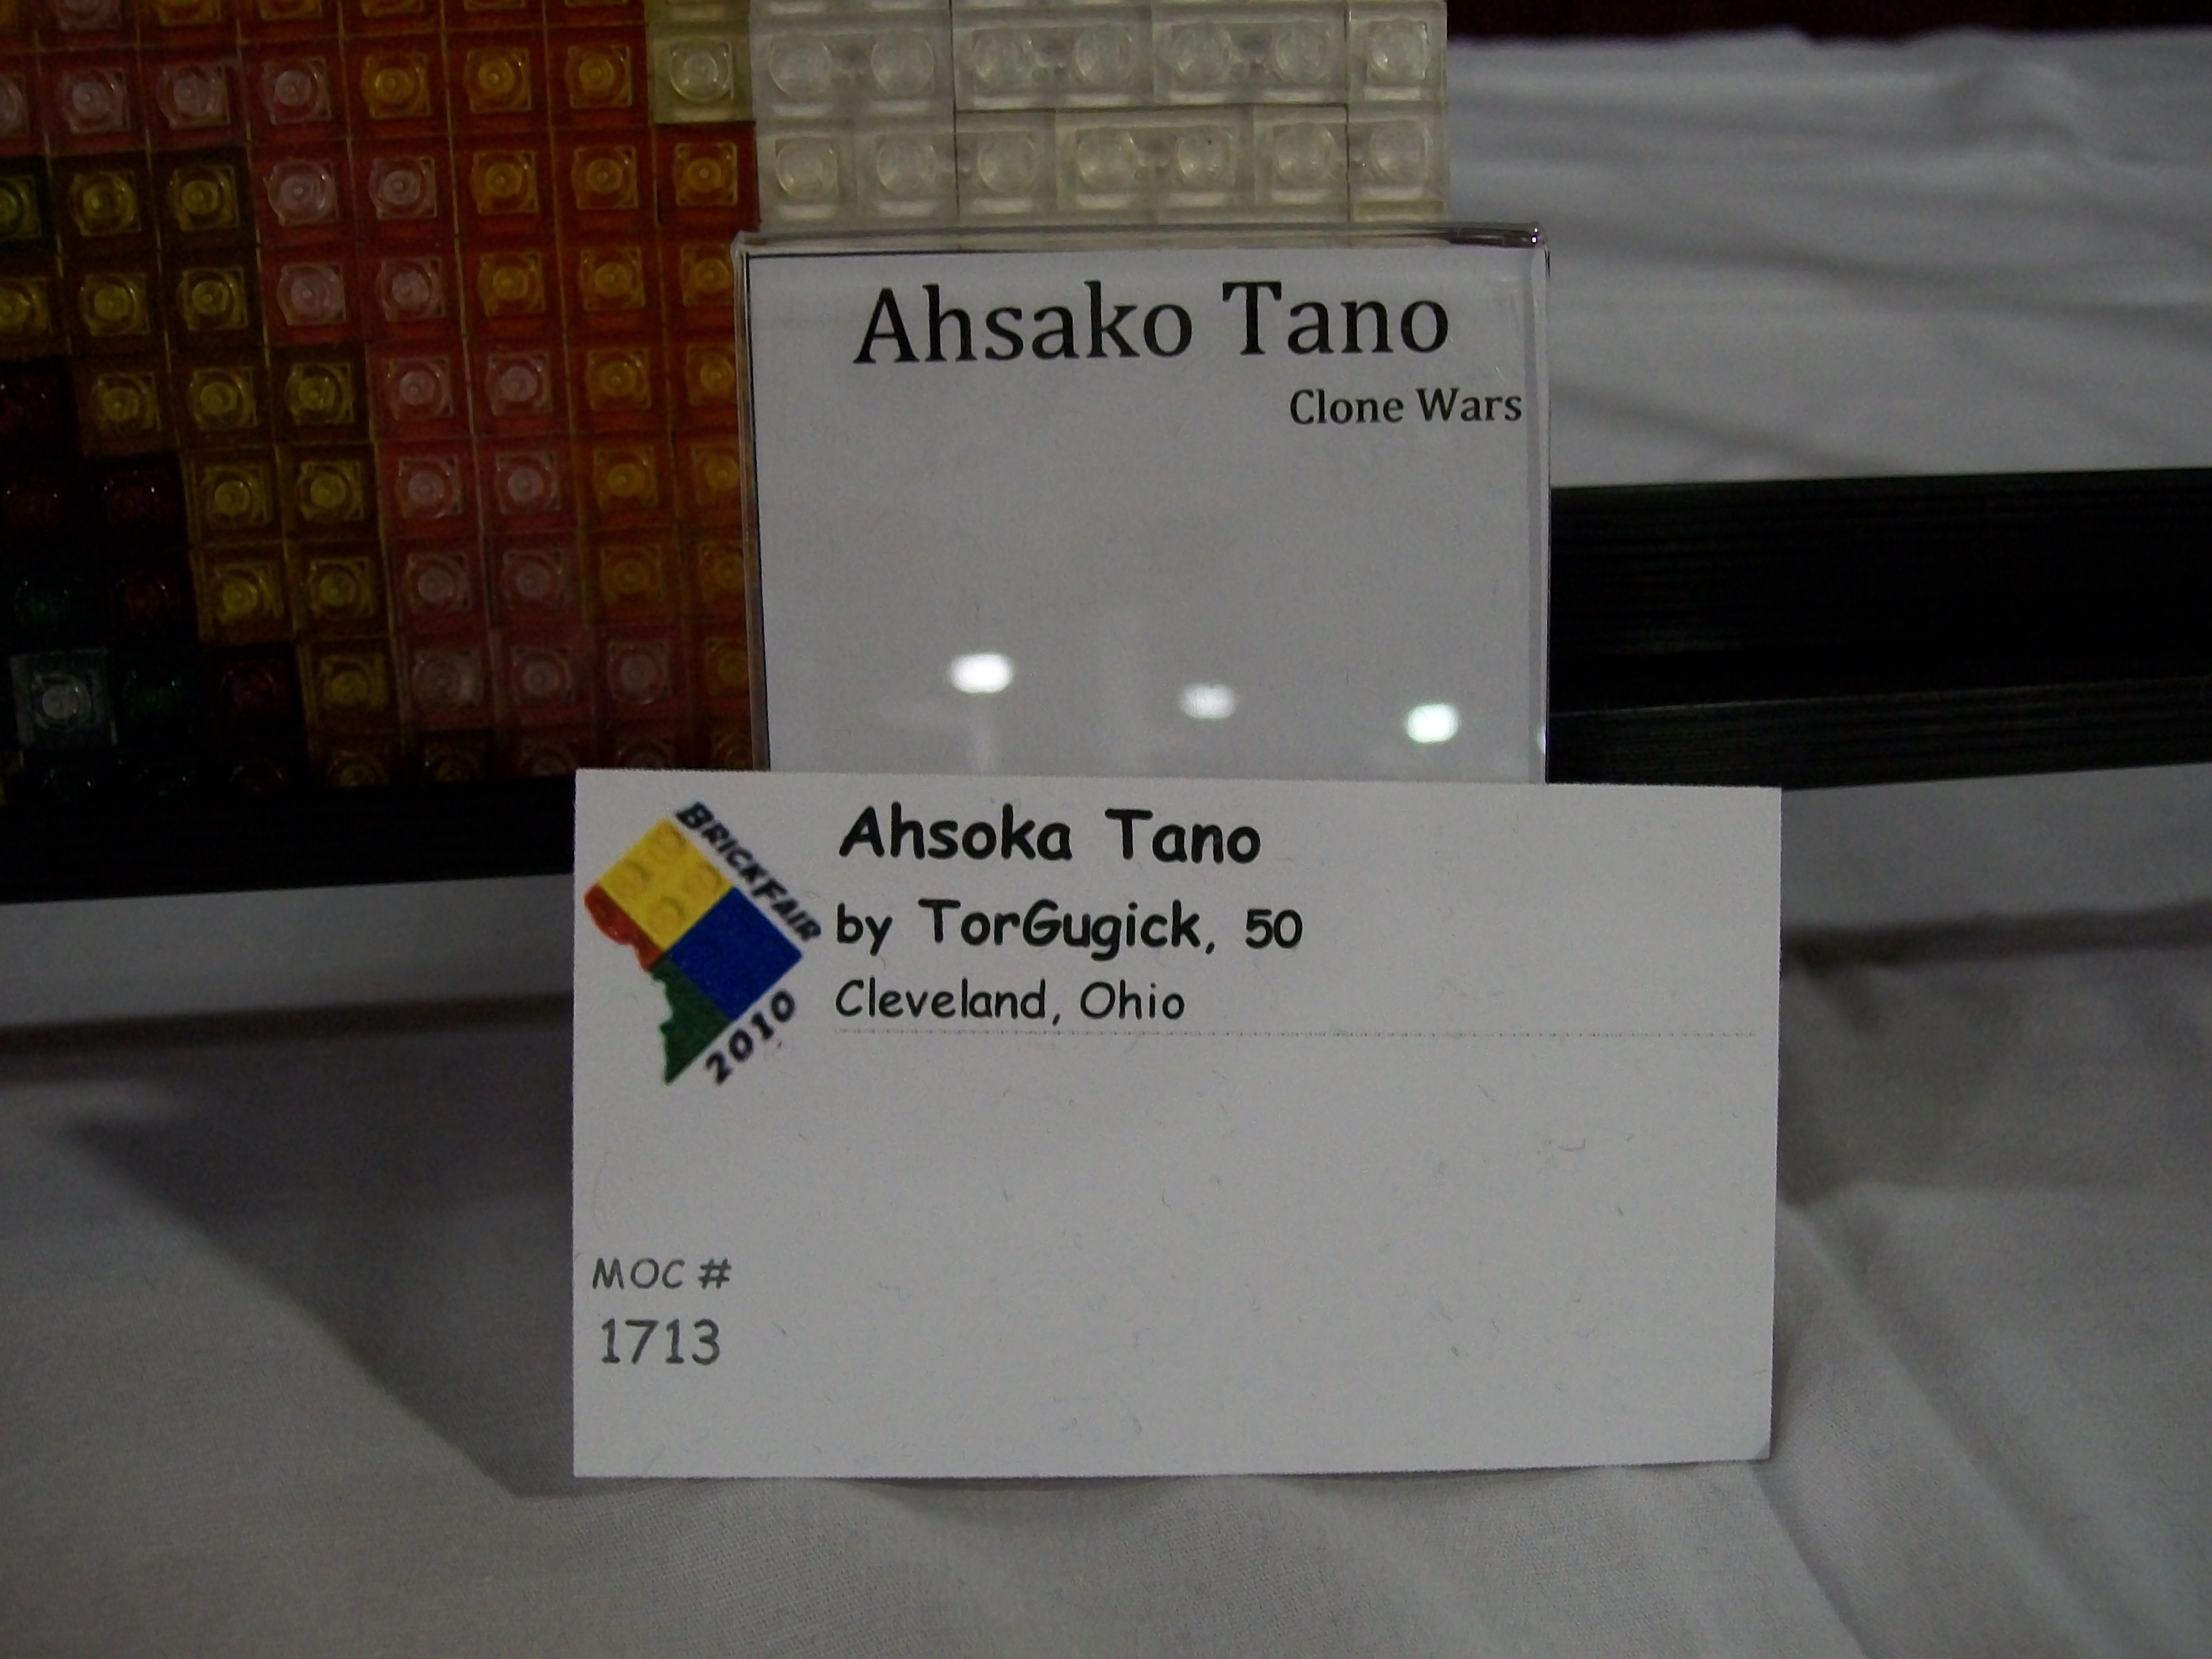 Ahsako Tano
Clone Wars
BRICKFAIR
2010
Ahsoka Tano
by TorGugick, 50
Cleveland, Ohio
MOC #
1713